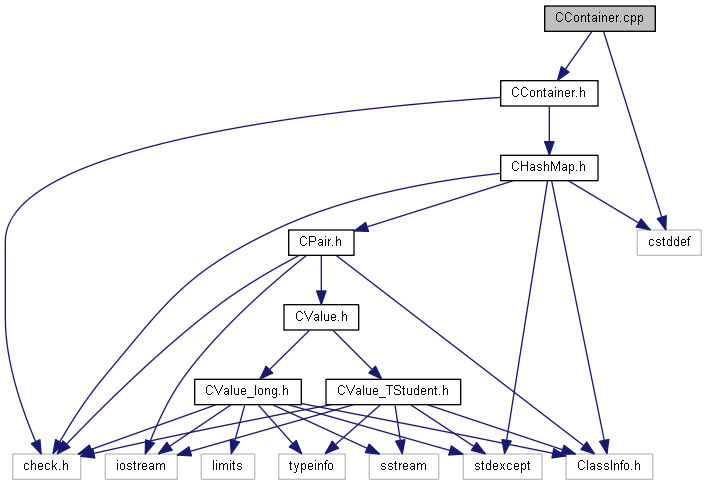 CContainer.cpp
CContainer.h
CHashMap.h
CPair.h
cstddef
CValue.h
CValue_long.h
CValue_TStudent.h
check.h
iostream
limits
typeinfo
sstream
stdexcept
ClassInfo.h